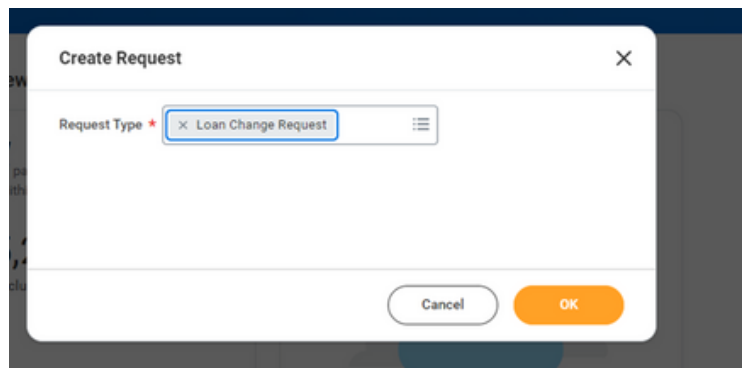 Create Request
Request Type *
× Loan Change Request
Cancel
OK